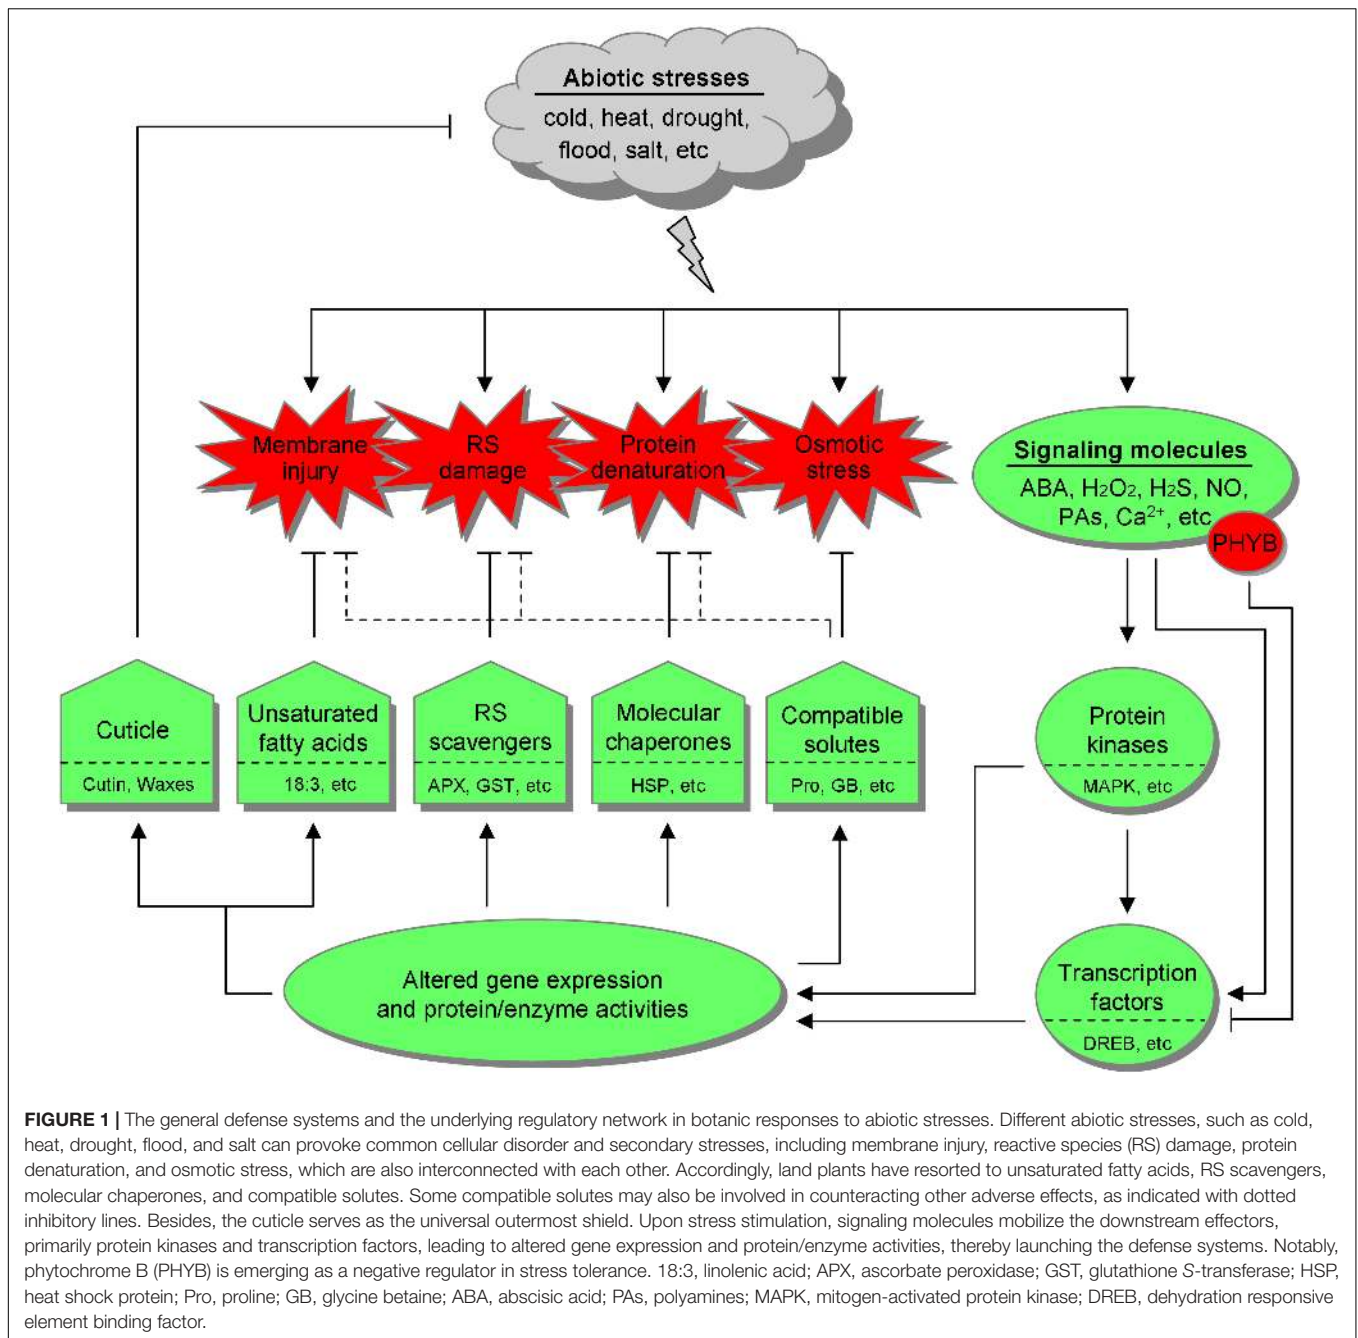 Abiotic stresses
cold, heat, drought,
flood, salt, etc
Membrane
injury
RS
damage
Protein
denaturation
Osmotic
stress
Signaling molecules
ABA, H₂O₂, H₂S, NO,
PAs, Ca²⁺, etc
PHYB
Cuticle
Cutin, Waxes
Unsaturated
fatty acids
18:3, etc
RS
scavengers
APX, GST, etc
Molecular
chaperones
HSP, etc
Compatible
solutes
Pro, GB, etc
Protein
kinases
MAPK, etc
Altered gene expression
and protein/enzyme activities
Transcription
factors
DREB, etc
FIGURE 1 | The general defense systems and the underlying regulatory network in botanic responses to abiotic stresses. Different abiotic stresses, such as cold,
heat, drought, flood, and salt can provoke common cellular disorder and secondary stresses, including membrane injury, reactive species (RS) damage, protein
denaturation, and osmotic stress, which are also interconnected with each other. Accordingly, land plants have resorted to unsaturated fatty acids, RS scavengers,
molecular chaperones, and compatible solutes. Some compatible solutes may also be involved in counteracting other adverse effects, as indicated with dotted
inhibitory lines. Besides, the cuticle serves as the universal outermost shield. Upon stress stimulation, signaling molecules mobilize the downstream effectors,
primarily protein kinases and transcription factors, leading to altered gene expression and protein/enzyme activities, thereby launching the defense systems. Notably,
phytochrome B (PHYB) is emerging as a negative regulator in stress tolerance. 18:3, linolenic acid; APX, ascorbate peroxidase; GST, glutathione S-transferase; HSP,
heat shock protein; Pro, proline; GB, glycine betaine; ABA, abscisic acid; PAs, polyamines; MAPK, mitogen-activated protein kinase; DREB, dehydration responsive
element binding factor.